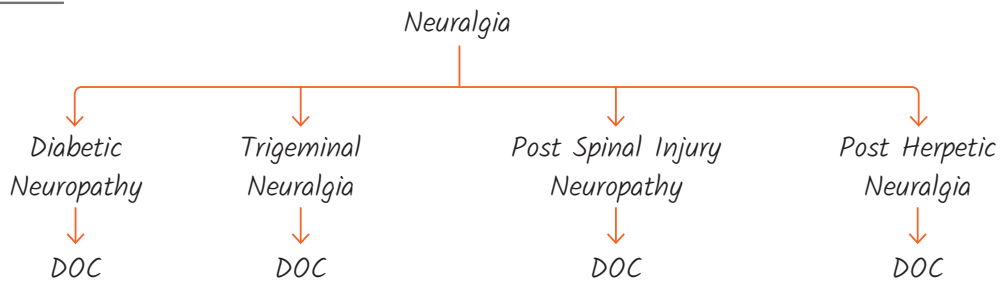 Neuralgia
Diabetic
Neuropathy
Trigeminal
Neuralgia
Post Spinal Injury
Neuropathy
Post Herpetic
Neuralgia
DOC
DOC
DOC
DOC